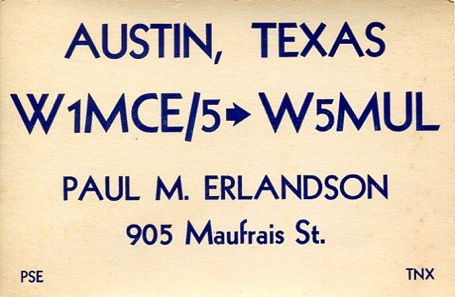 AUSTIN, TEXAS
W1MCE/5 ➨ W5MUL
PAUL M. ERLANDSON
905 Maufrais St.
PSE TNX